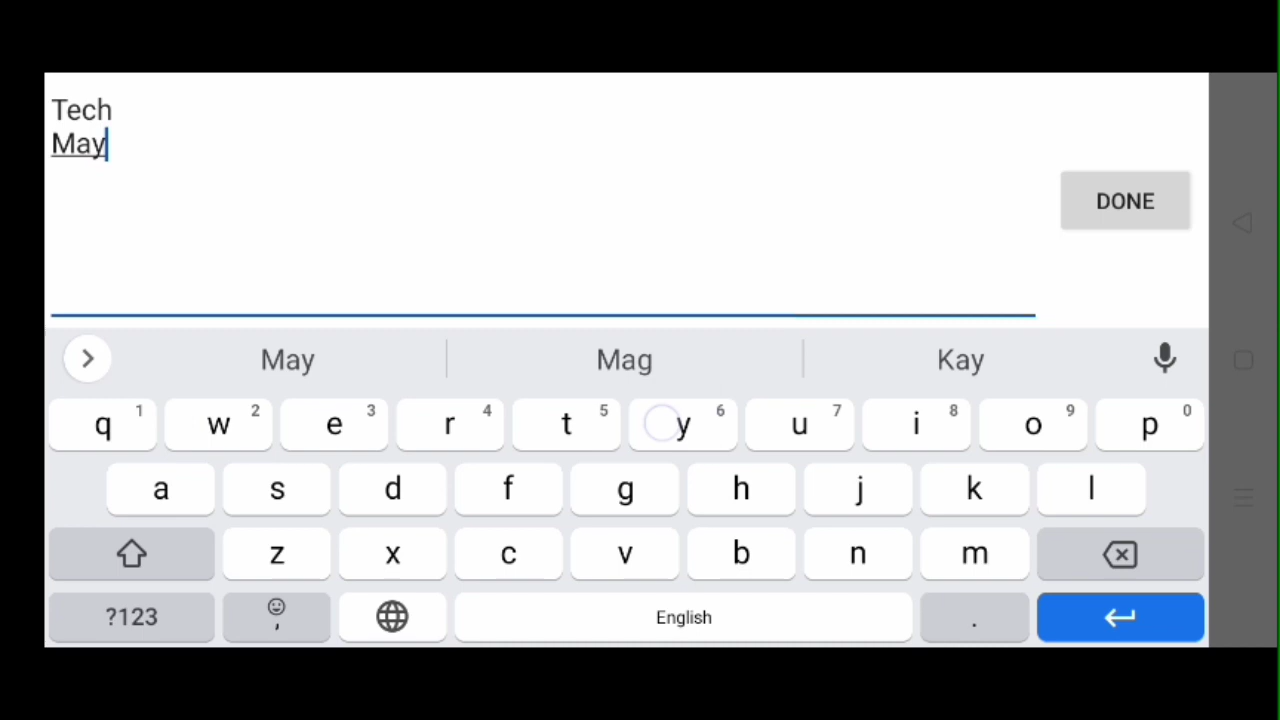 Tech
May
DONE
May Mag Kay
q 1 w 2 e 3 r 4 t 5 y 6 u 7 i 8 o 9 p 0
a s d f g h j k l
z x c v b n m
?123 , English .